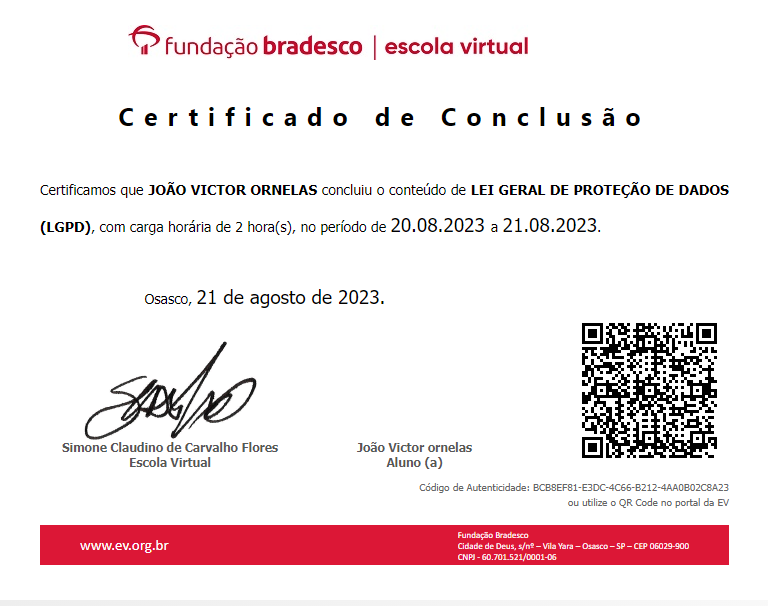 fundação bradesco | escola virtual
Certificado de Conclusão
Certificamos que JOÃO VICTOR ORNELAS concluiu o conteúdo de LEI GERAL DE PROTEÇÃO DE DADOS
(LGPD), com carga horária de 2 hora(s), no período de 20.08.2023 a 21.08.2023.
Osasco, 21 de agosto de 2023.
Simone Claudino de Carvalho Flores
Escola Virtual
João Victor ornelas
Aluno (a)
Código de Autenticidade: BCB8EF81-E3DC-4C66-B212-4AA0B02C8A23
ou utilize o QR Code no portal da EV
www.ev.org.br
Fundação Bradesco
Cidade de Deus, s/nº – Vila Yara – Osasco – SP – CEP 06029-900
CNPJ - 60.701.521/0001-06